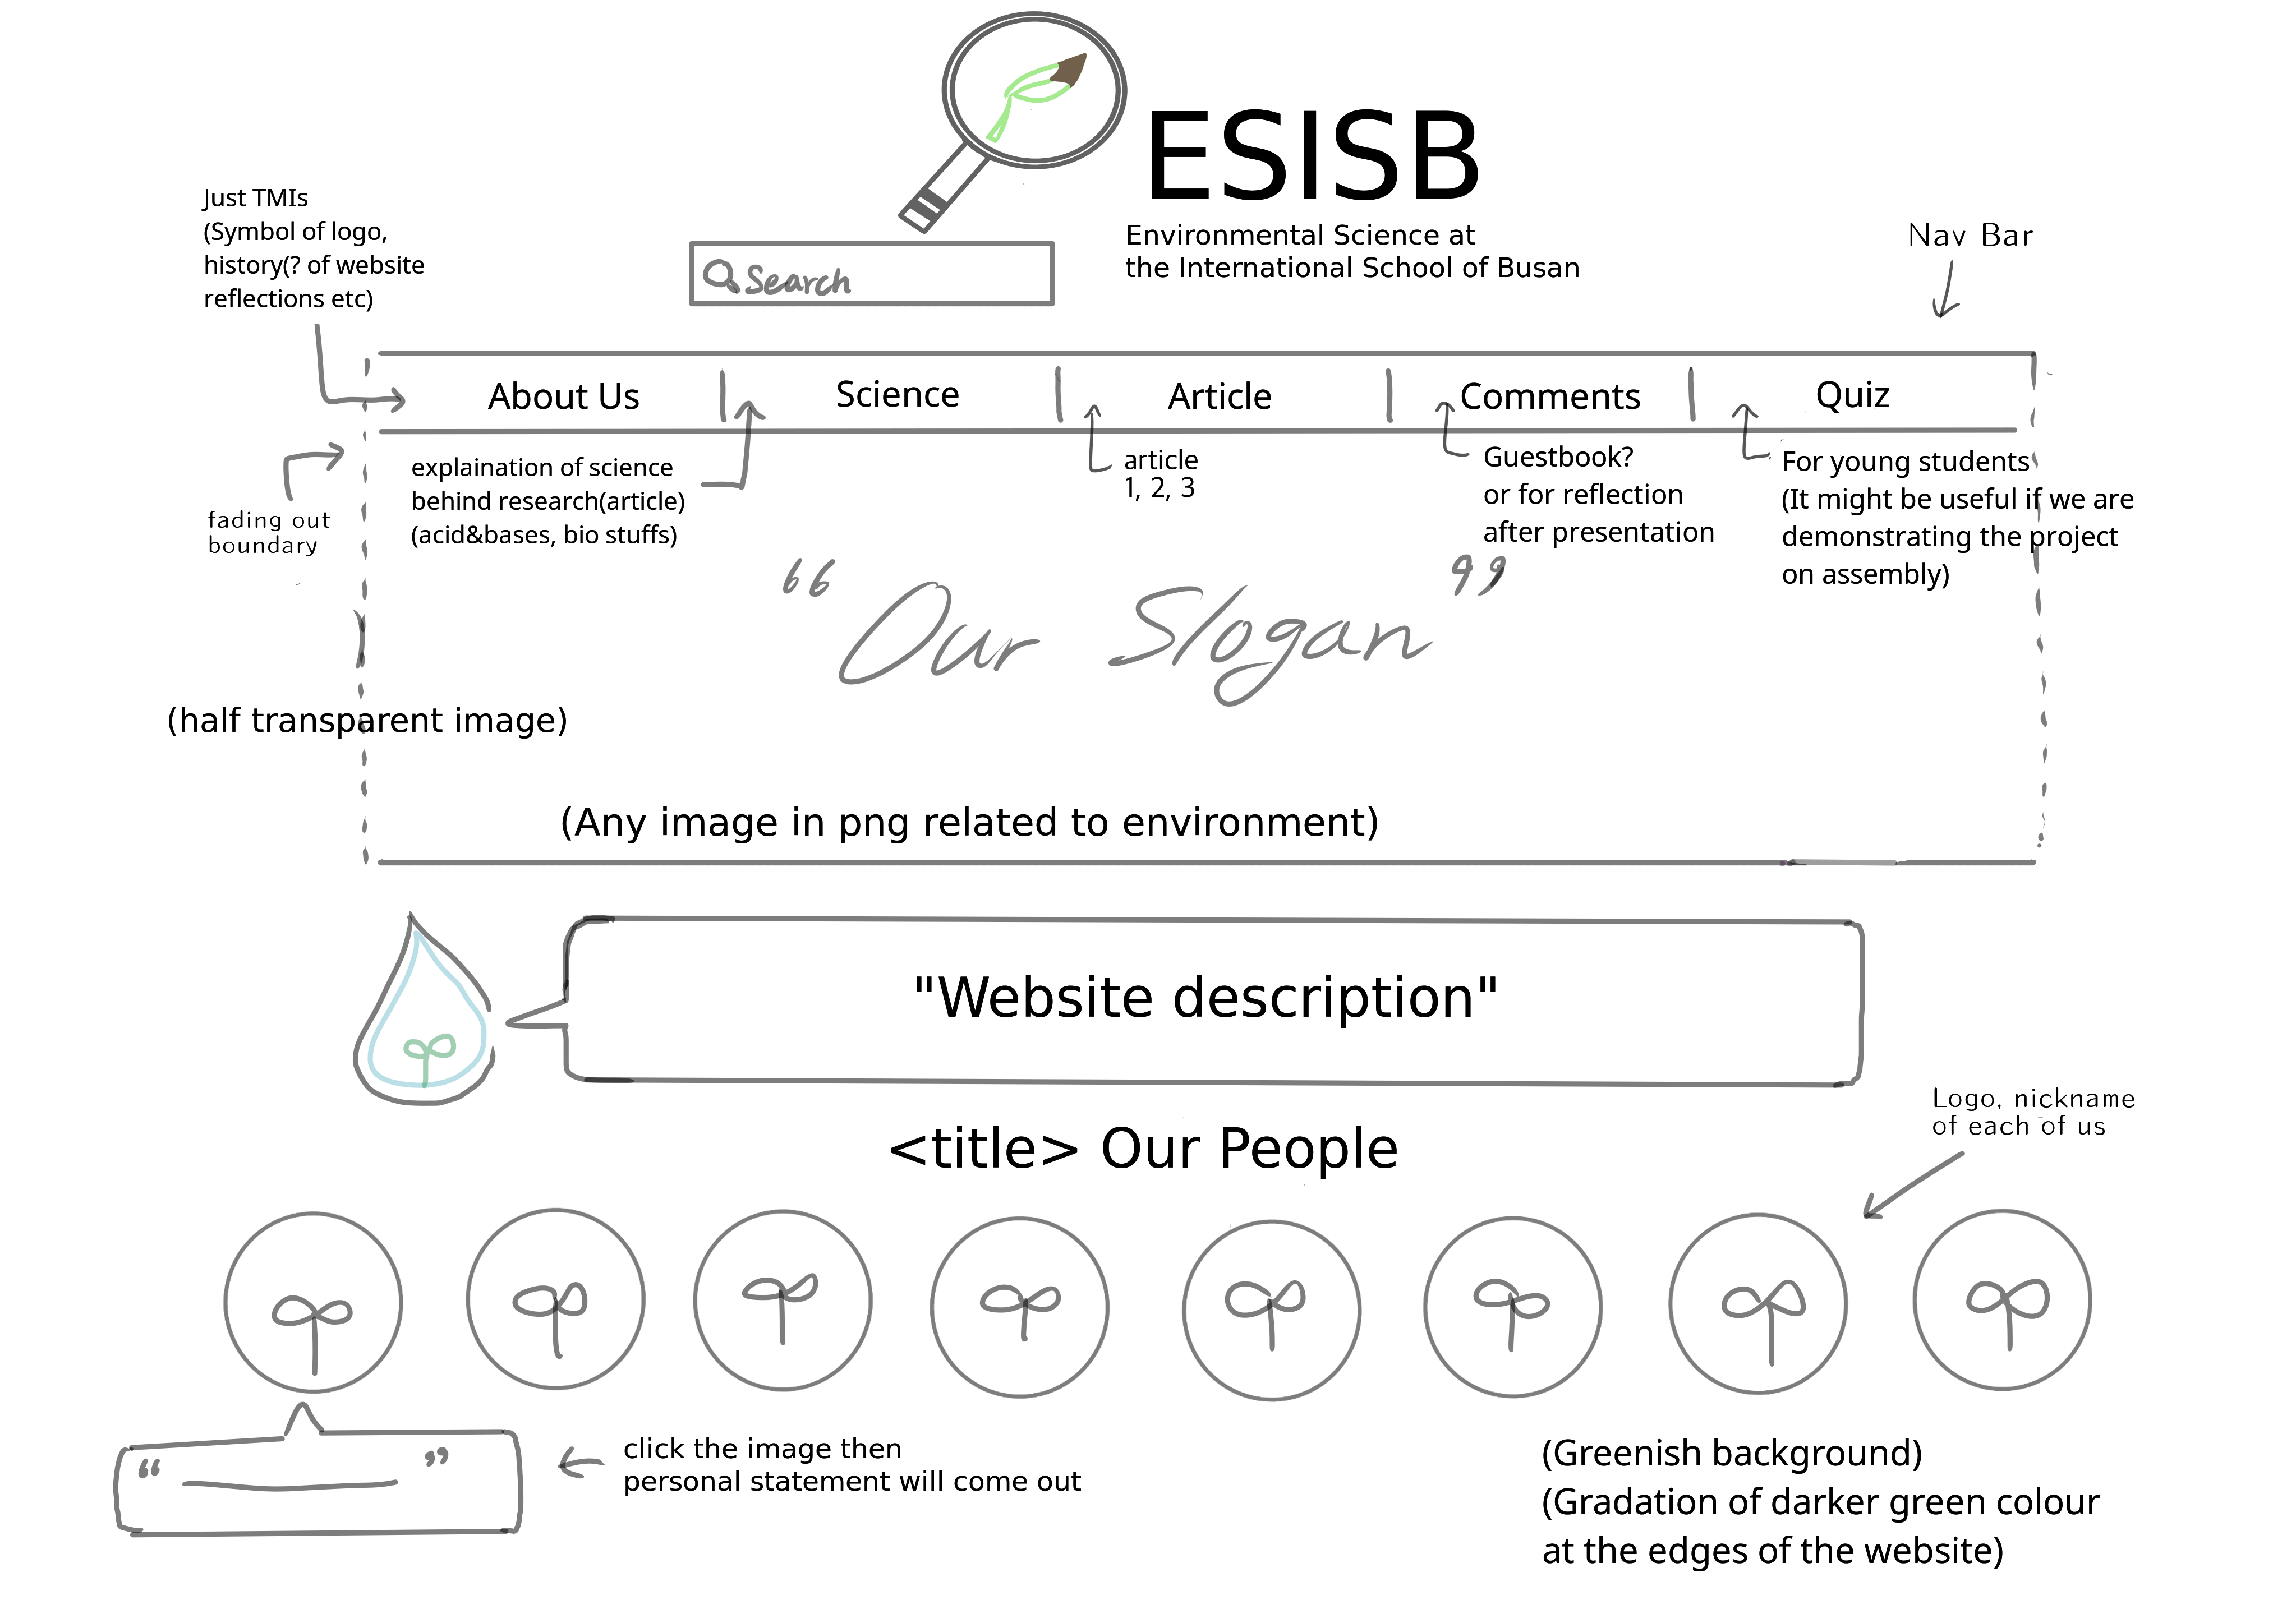 ESISB
Environmental Science at
the International School of Busan
Search
Just TMIs
(Symbol of logo,
history(? of website
reflections etc)
Nav Bar
About Us
Science
Article
Comments
Quiz
fading out
boundary
explaination of science
behind research(article)
(acid&bases, bio stuffs)
article
1, 2, 3
Guestbook?
or for reflection
after presentation
For young students
(It might be useful if we are
demonstrating the project
on assembly)
“ Our Slogan ”
(half transparent image)
(Any image in png related to environment)
"Website description"
<title> Our People
Logo, nickname
of each of us
“ ”
click the image then
personal statement will come out
(Greenish background)
(Gradation of darker green colour
at the edges of the website)